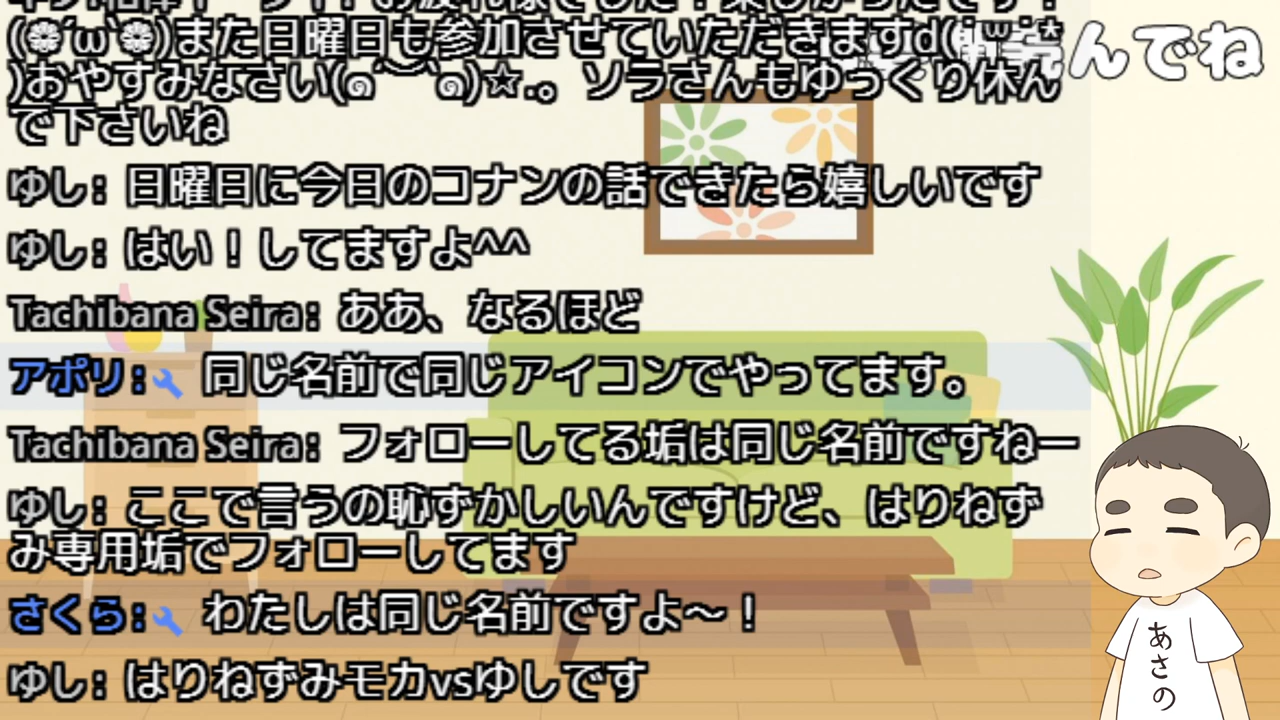 (❁´ω`❁)また日曜日も参加させていただきますd(
んでね
)おやすみなさい(๑˘︶˘๑)☆.。ソラさんもゆっくり休ん
で下さいね
ゆし: 日曜日に今日のコナンの話できたら嬉しいです
ゆし: はい！してますよ^^
Tachibana Seira: ああ、なるほど
アポリ: 同じ名前で同じアイコンでやってます。
Tachibana Seira: フォローしてる垢は同じ名前ですねー
ゆし: ここで言うの恥ずかしいんですけど、はりねず
み専用垢でフォローしてます
さくら: わたしは同じ名前ですよ〜！
ゆし: はりねずみモカvsゆしです
あさの